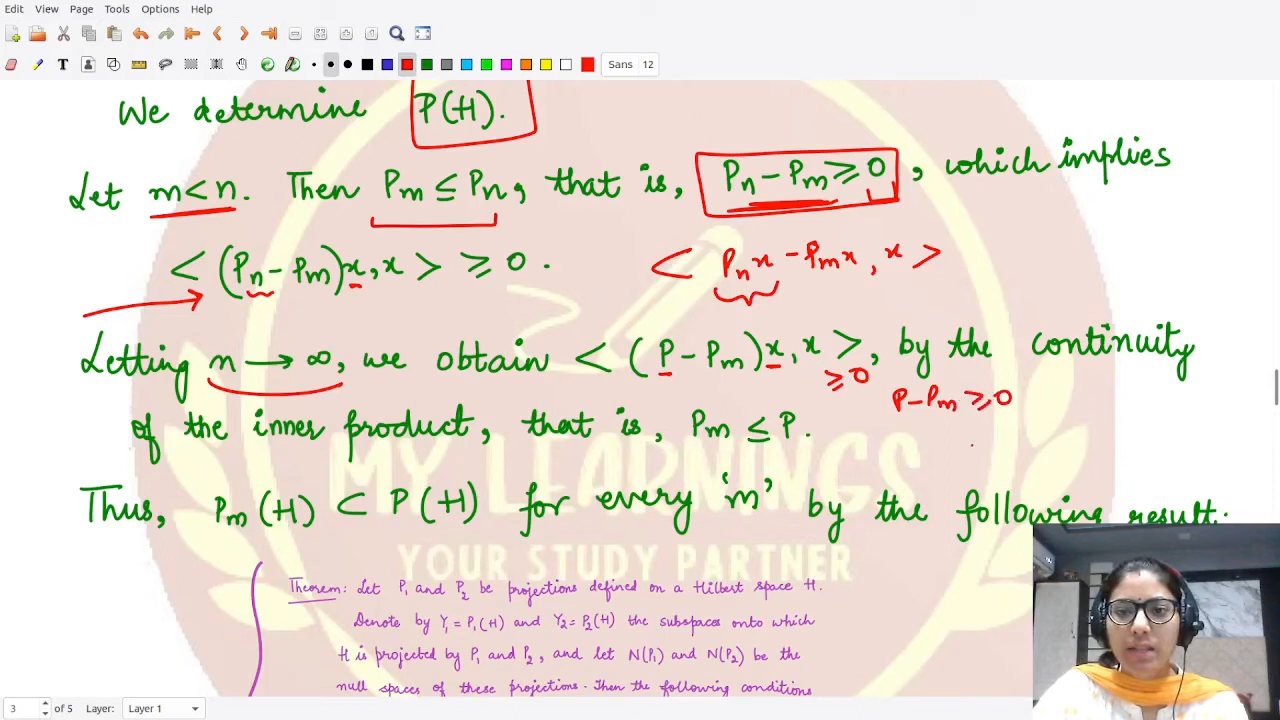 Edit View Page Tools Options Help
Sans 12
We determine P(H).
Let m < n. Then Pm ≤ Pn, that is, Pn - Pm ≥ 0, which implies
< (Pn - Pm)x, x > ≥ 0. < Pnx - Pmx, x >
Letting n → ∞, we obtain < (P - Pm)x, x >, by the continuity
≥ 0 P - Pm ≥ 0
of the inner product, that is, Pm ≤ P.
MY LEARNINGS
Thus, Pm(H) ⊂ P(H) for every 'm' by the following result.
YOUR STUDY PARTNER
Theorem: Let P1 and P2 be projections defined on a Hilbert space H.
Denote by Y1 = P1(H) and Y2 = P2(H) the subspaces onto which
H is projected by P1 and P2, and let N(P1) and N(P2) be the
null spaces of these projections. Then the following conditions
3 of 5 Layer: Layer 1